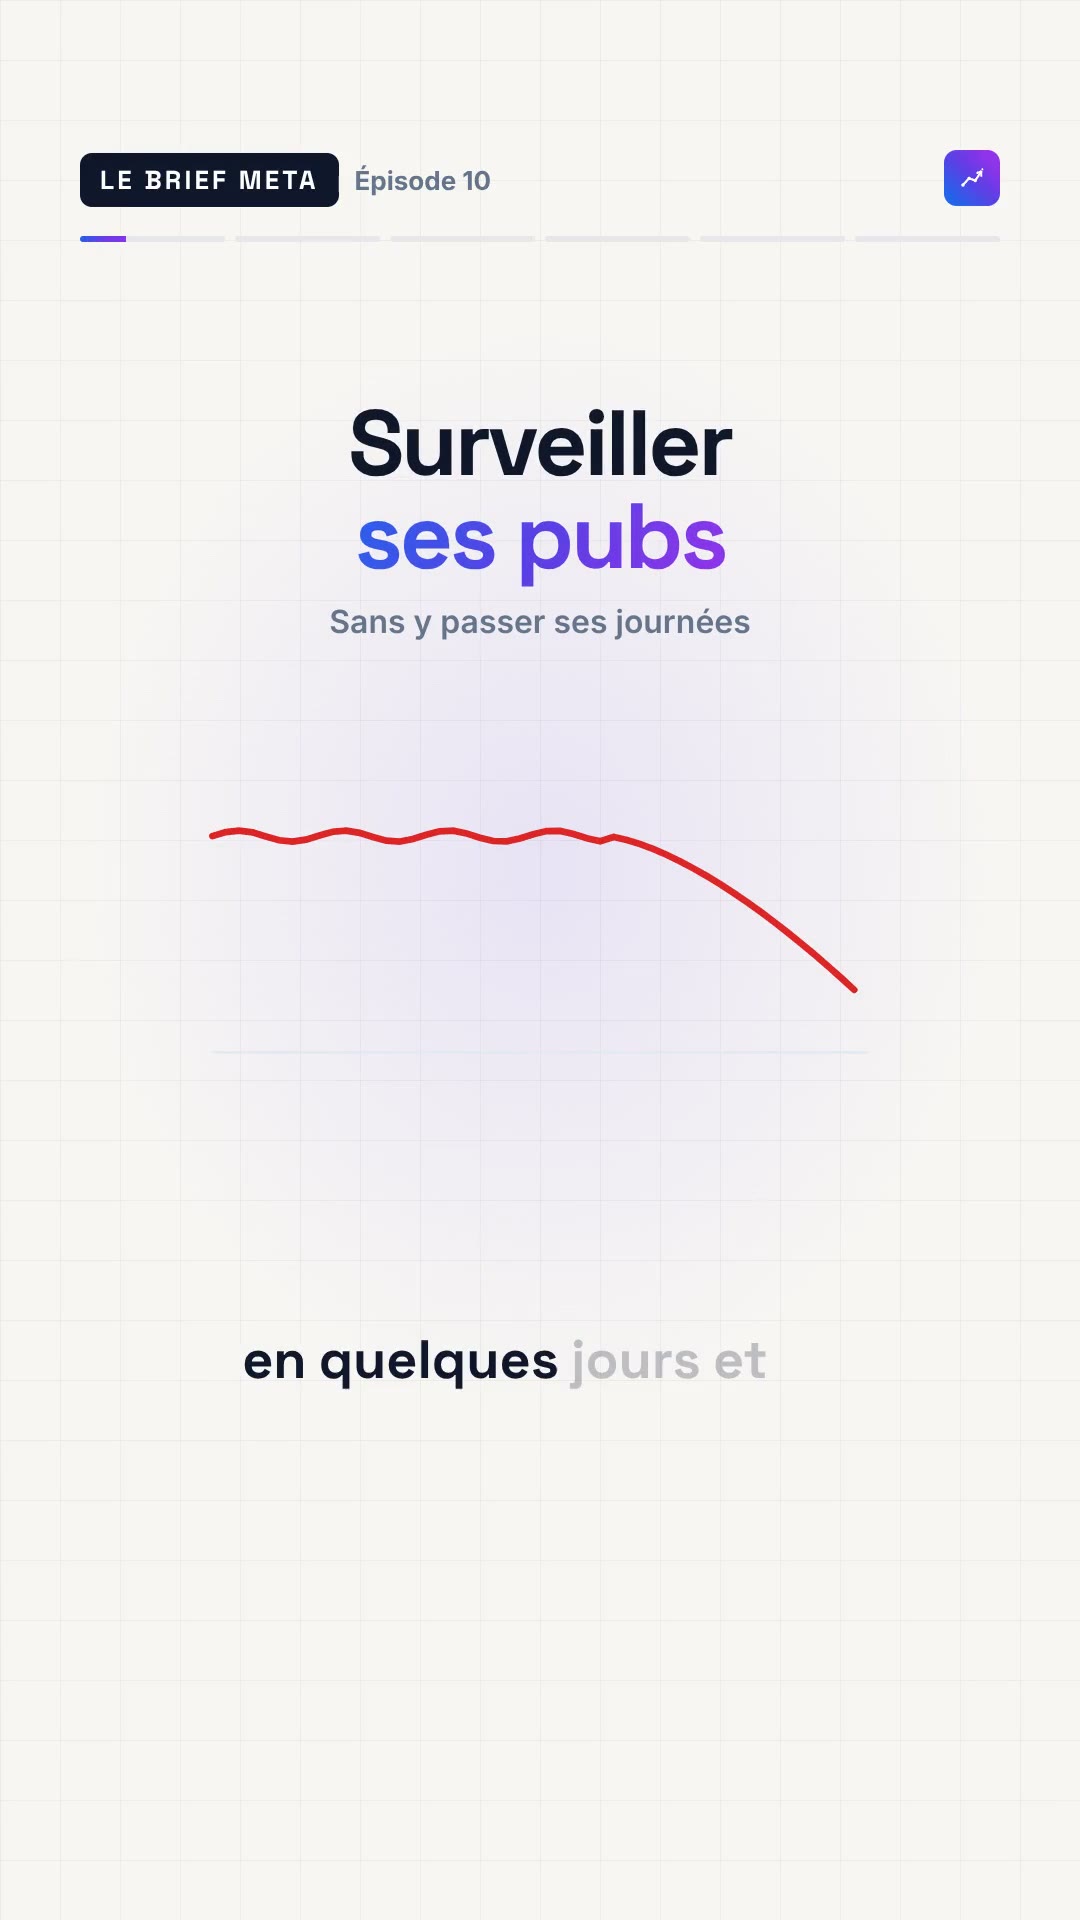 LE BRIEF META Épisode 10
Surveiller
ses pubs
Sans y passer ses journées
en quelques jours et